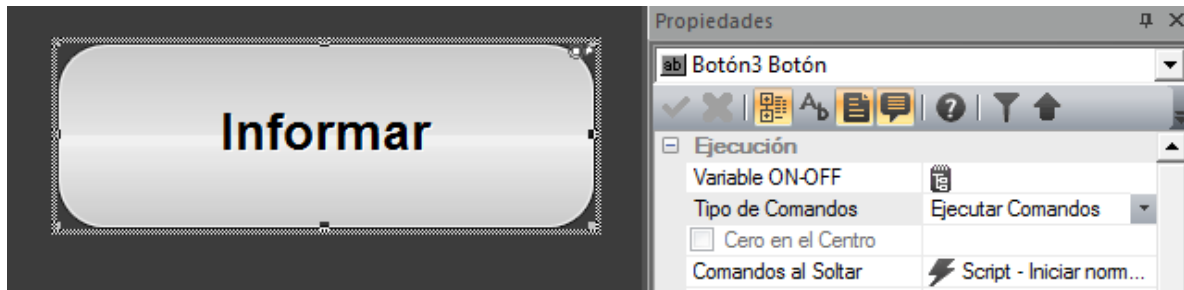 Informar
Propiedades
Botón3 Botón
Ejecución
Variable ON-OFF
Tipo de Comandos Ejecutar Comandos
Cero en el Centro
Comandos al Soltar Script - Iniciar norm...